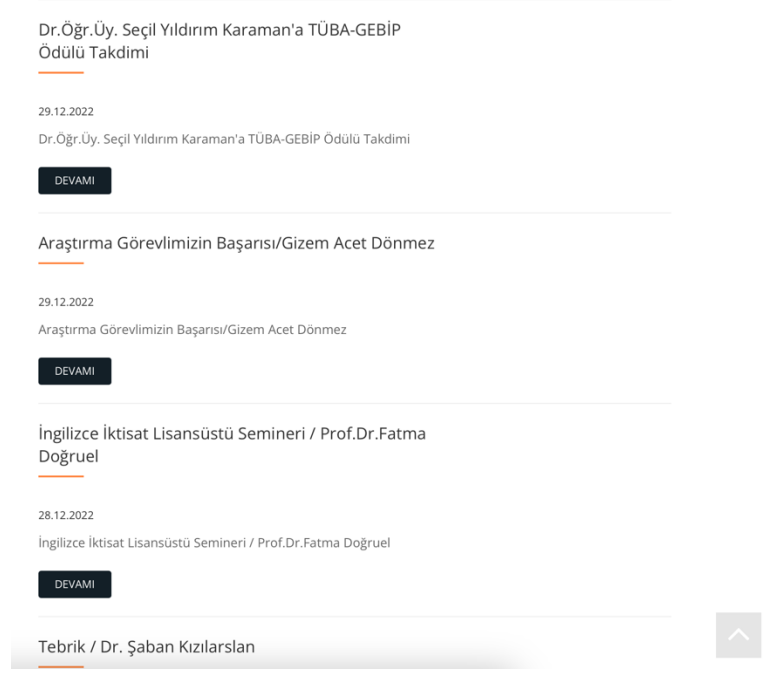 Dr.Öğr.Üy. Seçil Yıldırım Karaman'a TÜBA-GEBİP
Ödülü Takdimi
29.12.2022
Dr.Öğr.Üy. Seçil Yıldırım Karaman'a TÜBA-GEBİP Ödülü Takdimi
DEVAMI
Araştırma Görevlimizin Başarısı/Gizem Acet Dönmez
29.12.2022
Araştırma Görevlimizin Başarısı/Gizem Acet Dönmez
DEVAMI
İngilizce İktisat Lisansüstü Semineri / Prof.Dr.Fatma
Doğruel
28.12.2022
İngilizce İktisat Lisansüstü Semineri / Prof.Dr.Fatma Doğruel
DEVAMI
Tebrik / Dr. Şaban Kızılarslan